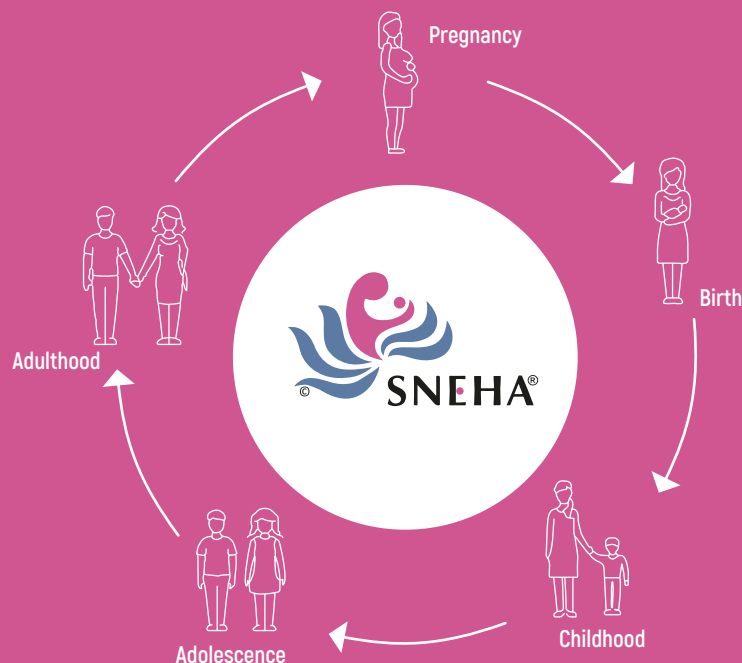 Pregnancy
Birth
Adulthood
© SNEHA®
Childhood
Adolescence